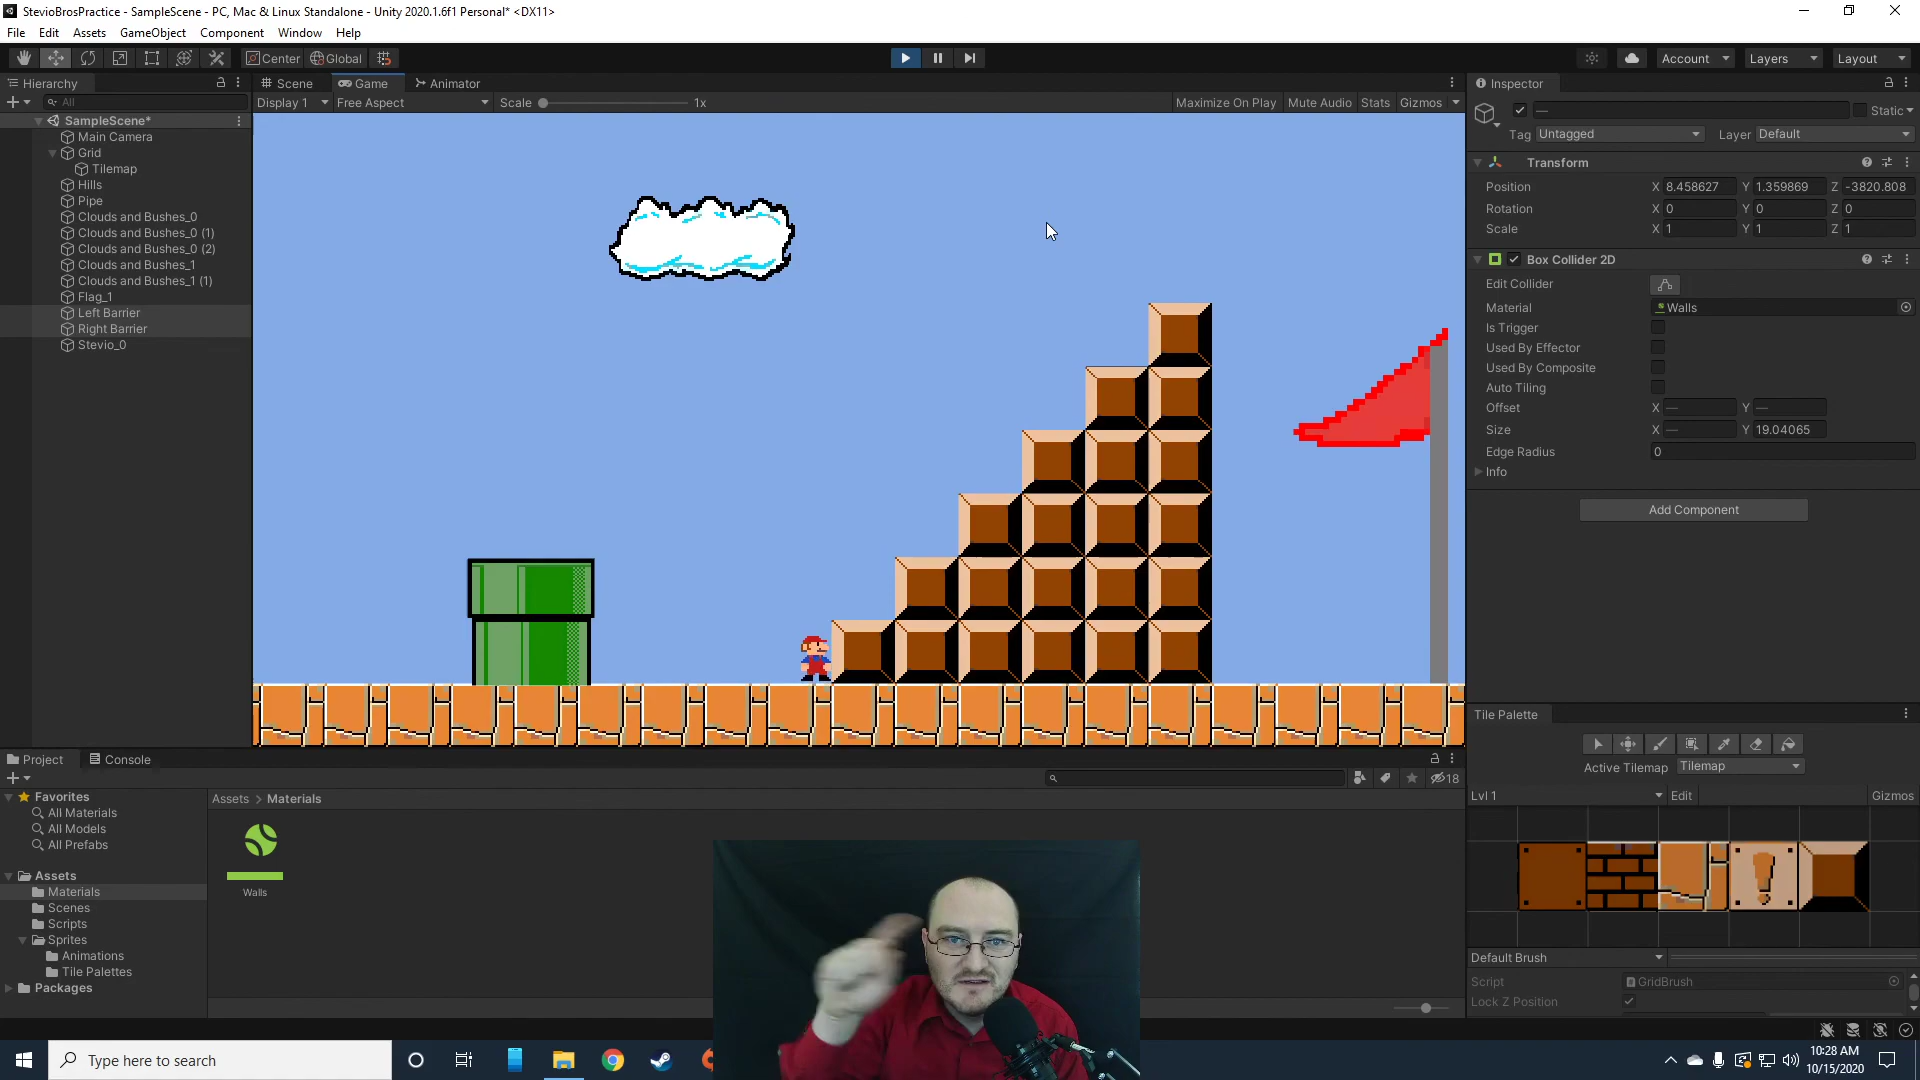 StevioBrosPractice - SampleScene - PC, Mac & Linux Standalone - Unity 2020.1.6f1 Personal* <DX11>
File Edit Assets GameObject Component Window Help
Center Global Account Layers Layout
Hierarchy
All
SampleScene*
Main Camera
Grid
Tilemap
Hills
Pipe
Clouds and Bushes_0
Clouds and Bushes_0 (1)
Clouds and Bushes_0 (2)
Clouds and Bushes_1
Clouds and Bushes_1 (1)
Flag_1
Left Barrier
Right Barrier
Stevio_0
Scene Game Animator
Display 1 Free Aspect Scale 1x Maximize On Play Mute Audio Stats Gizmos
Inspector
— Static
Tag Untagged Layer Default
Transform
Position X 8.458627 Y 1.359869 Z -3820.808
Rotation X 0 Y 0 Z 0
Scale X 1 Y 1 Z 1
Box Collider 2D
Edit Collider
Material Walls
Is Trigger
Used By Effector
Used By Composite
Auto Tiling
Offset X — Y —
Size X — Y 19.04065
Edge Radius 0
Info
Add Component
Tile Palette
Active Tilemap Tilemap
Lvl 1 Edit Gizmos
Default Brush
Script GridBrush
Lock Z Position
Project Console
18
Favorites
All Materials
All Models
All Prefabs
Assets
Materials
Scenes
Scripts
Sprites
Animations
Tile Palettes
Packages
Assets > Materials
Walls
Type here to search
10:28 AM
10/15/2020